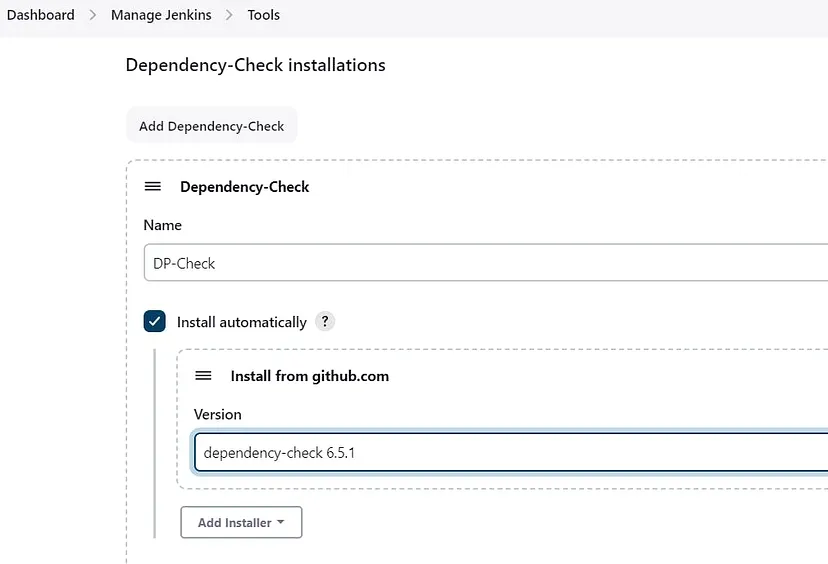 Dashboard > Manage Jenkins > Tools
Dependency-Check installations
Add Dependency-Check
Dependency-Check
Name
DP-Check
Install automatically ?
Install from github.com
Version
dependency-check 6.5.1
Add Installer